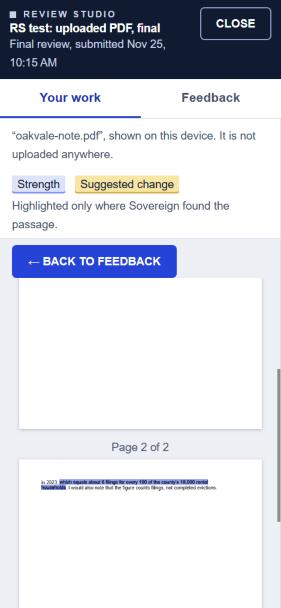 REVIEW STUDIO
RS test: uploaded PDF, final
Final review, submitted Nov 25,
10:15 AM
CLOSE
Your work
Feedback
“oakvale-note.pdf”, shown on this device. It is not
uploaded anywhere.
Strength
Suggested change
Highlighted only where Sovereign found the
passage.
← BACK TO FEEDBACK
Page 2 of 2
in 2023, which equals about 6 filings for every 100 of the county's 18,000 rental
households. I would also note that the figure counts filings, not completed evictions.